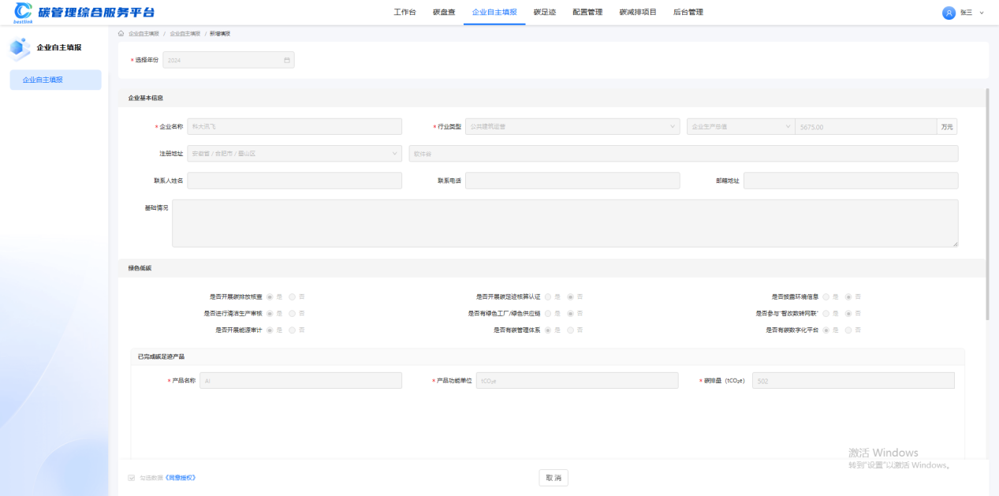 碳管理综合服务平台
bestlink
工作台 碳盘查 企业自主填报 碳足迹 配置管理 碳减排项目 后台管理
张三
企业自主填报
企业自主填报
企业自主填报 / 企业自主填报 / 新增填报
* 选择年份 2024
企业基本信息
* 企业名称 科大讯飞 * 行业类型 公共建筑运营 企业生产总值 5675.00 万元
注册地址 安徽省 / 合肥市 / 蜀山区 软件谷
联系人姓名 联系电话 邮箱地址
基础情况
绿色低碳
是否开展碳排放核查 是 否 是否开展碳足迹核算认证 是 否 是否披露环境信息 是 否
是否进行清洁生产审核 是 否 是否有绿色工厂/绿色供应链 是 否 是否参与"智改数转网联" 是 否
是否开展能源审计 是 否 是否有碳管理体系 是 否 是否有碳数字化平台 是 否
已完成碳足迹产品
* 产品名称 AI * 产品功能单位 tCO₂e * 碳排量（tCO₂e） 502
勾选数据《同意授权》
取 消
激活 Windows
转到"设置"以激活 Windows。